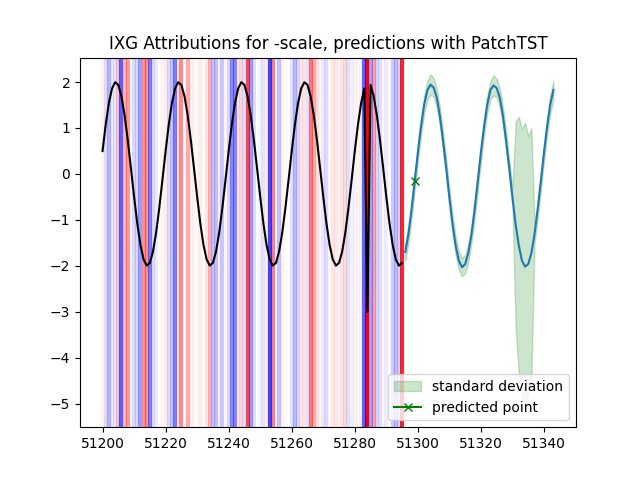 IXG Attributions for -scale, predictions with PatchTST
2
1
0
−1
−2
−3
−4
−5
standard deviation
predicted point
51200 51220 51240 51260 51280 51300 51320 51340